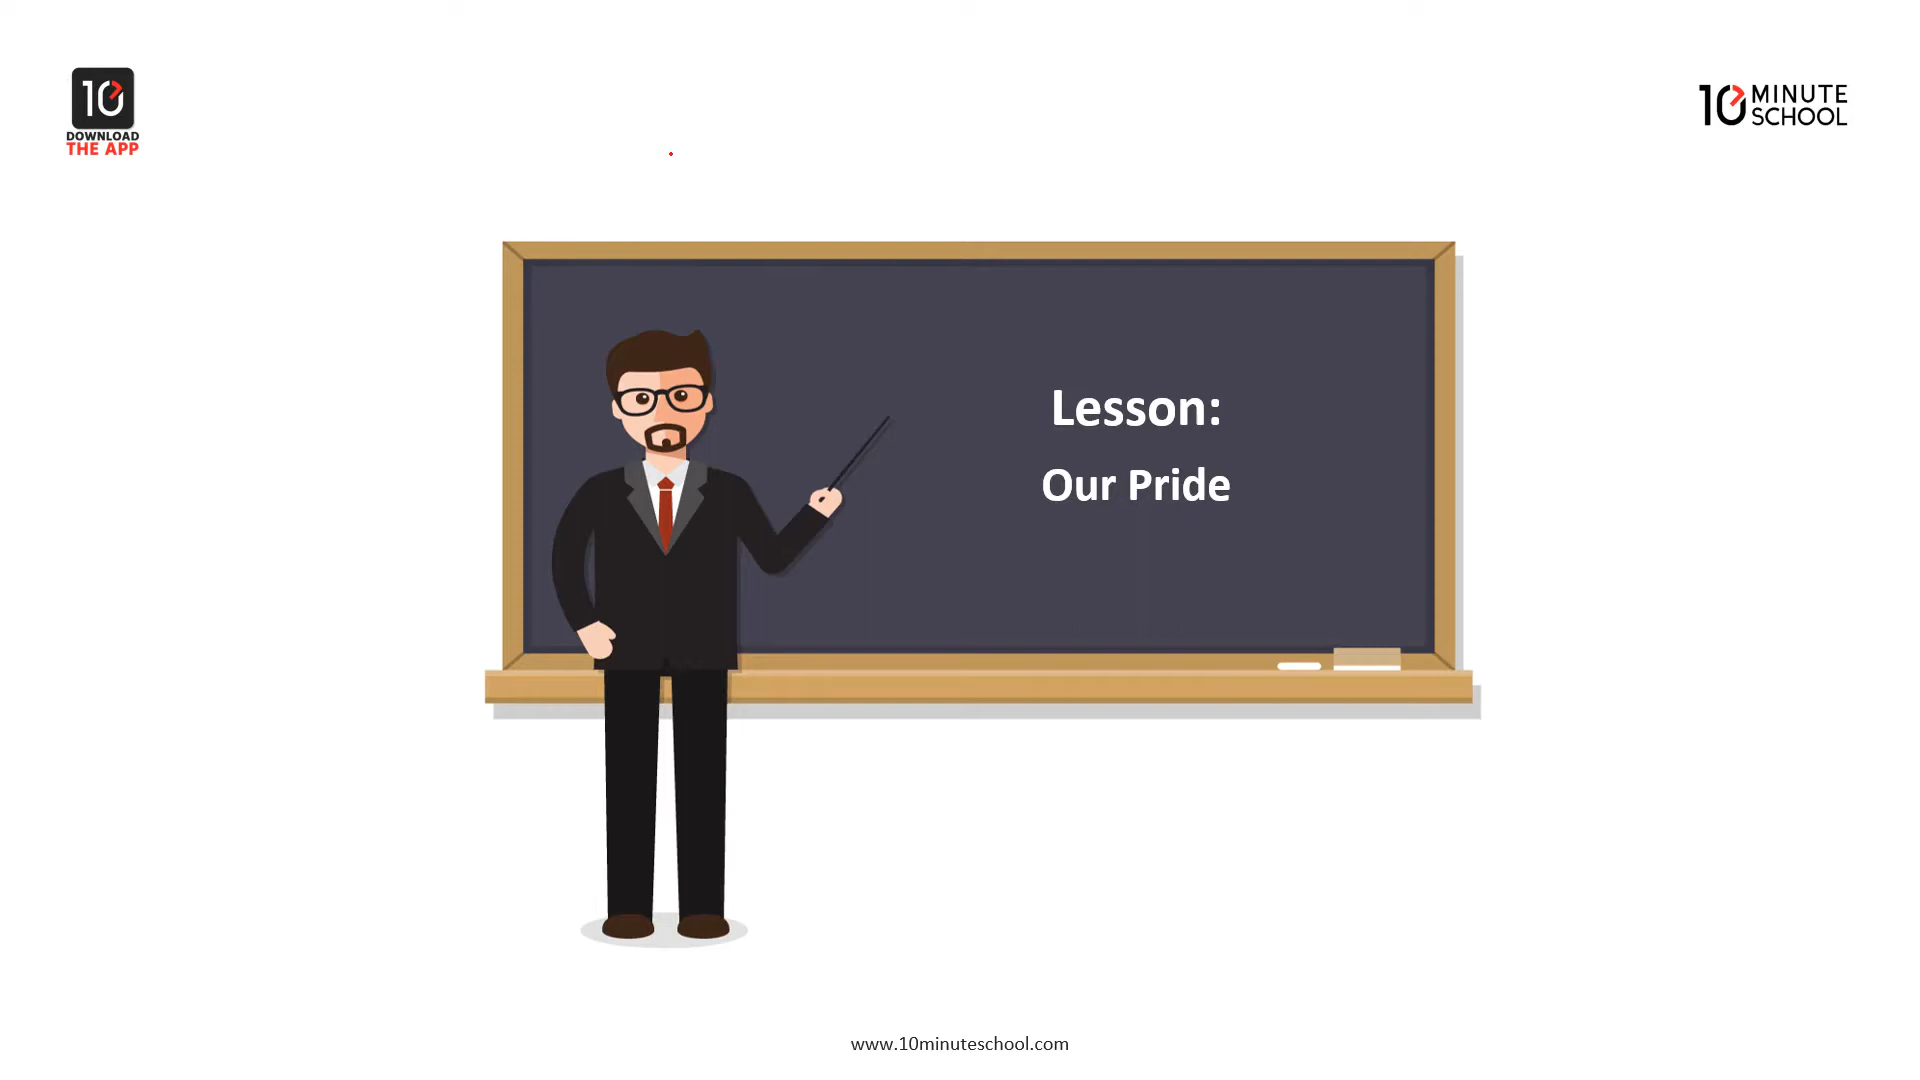 10
DOWNLOAD
THE APP
10 MINUTE
SCHOOL
Lesson:
Our Pride
www.10minuteschool.com